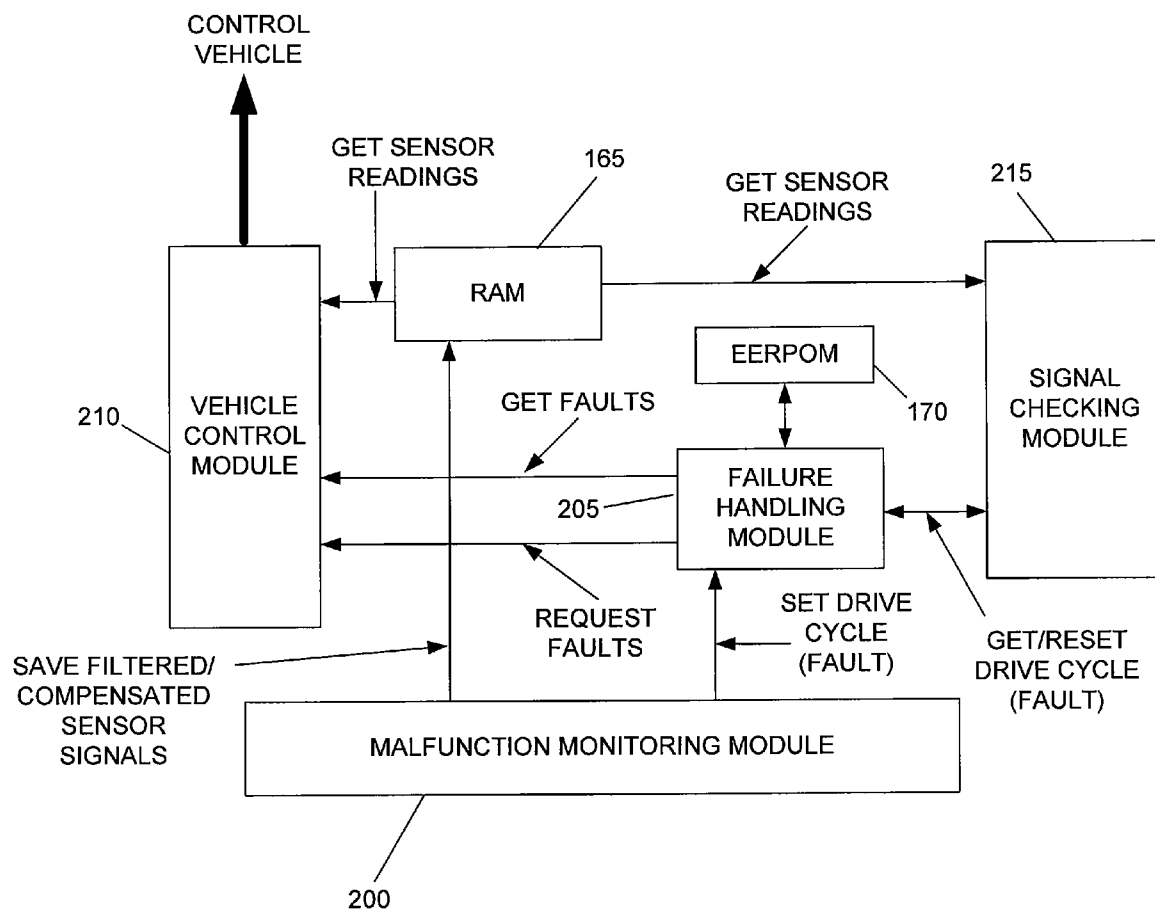 CONTROL
VEHICLE
GET SENSOR
READINGS
165
GET SENSOR
READINGS
215
RAM
EERPOM
170
SIGNAL
CHECKING
MODULE
210
VEHICLE
CONTROL
MODULE
GET FAULTS
205
FAILURE
HANDLING
MODULE
REQUEST
FAULTS
SET DRIVE
CYCLE
(FAULT)
GET/RESET
DRIVE CYCLE
(FAULT)
SAVE FILTERED/
COMPENSATED
SENSOR
SIGNALS
MALFUNCTION MONITORING MODULE
200